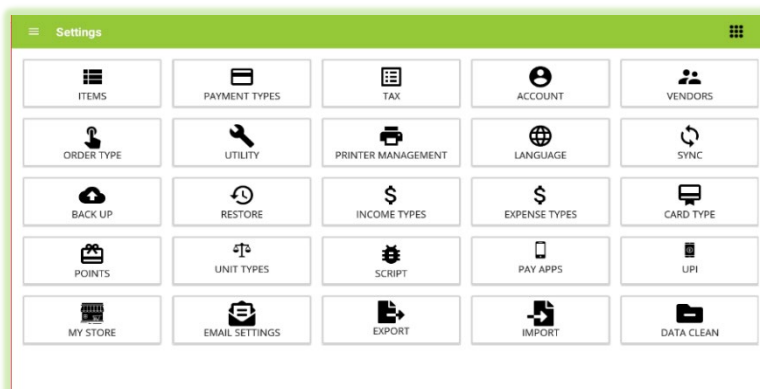 Settings
ITEMS PAYMENT TYPES TAX ACCOUNT VENDORS
ORDER TYPE UTILITY PRINTER MANAGEMENT LANGUAGE SYNC
BACK UP RESTORE INCOME TYPES EXPENSE TYPES CARD TYPE
POINTS UNIT TYPES SCRIPT PAY APPS UPI
MY STORE EMAIL SETTINGS EXPORT IMPORT DATA CLEAN